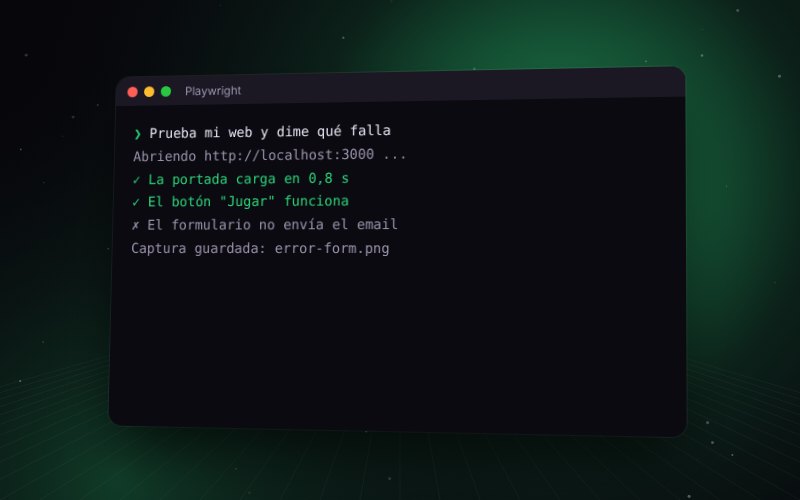 Playwright
❯ Prueba mi web y dime qué falla
Abriendo http://localhost:3000 ...
✓ La portada carga en 0,8 s
✓ El botón "Jugar" funciona
✗ El formulario no envía el email
Captura guardada: error-form.png